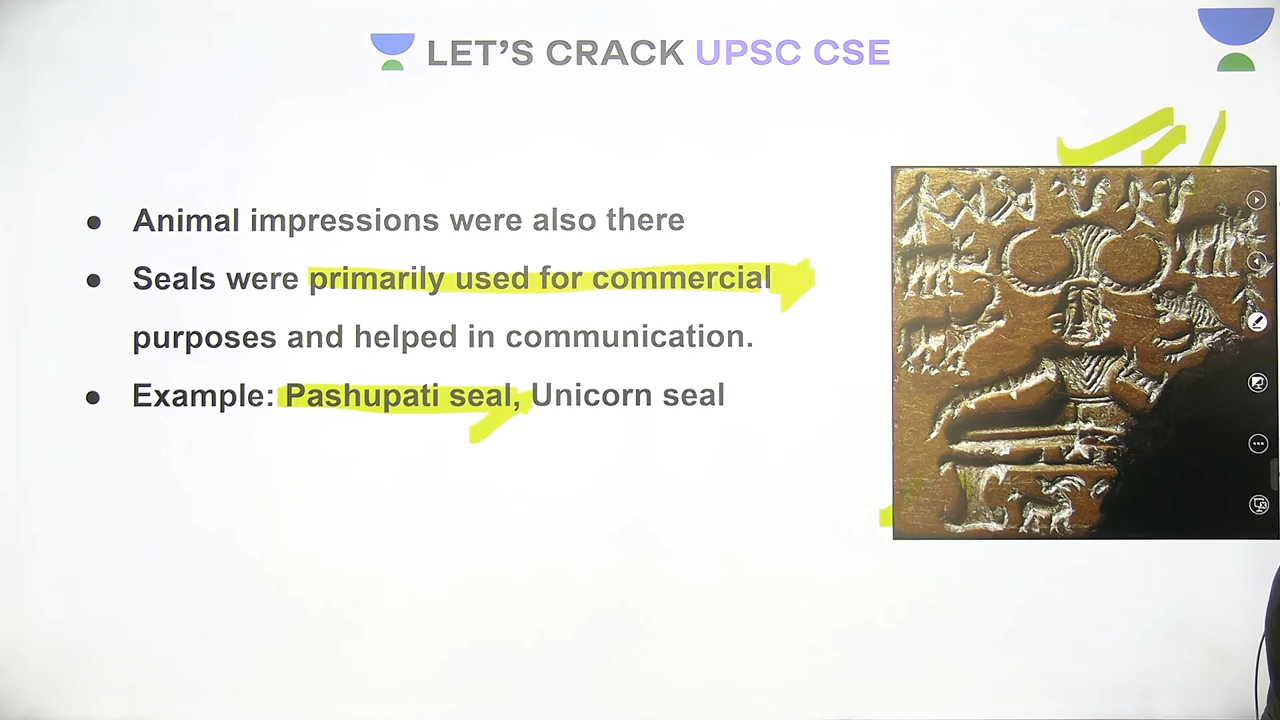 LET'S CRACK UPSC CSE
● Animal impressions were also there
● Seals were primarily used for commercial
purposes and helped in communication.
● Example: Pashupati seal, Unicorn seal